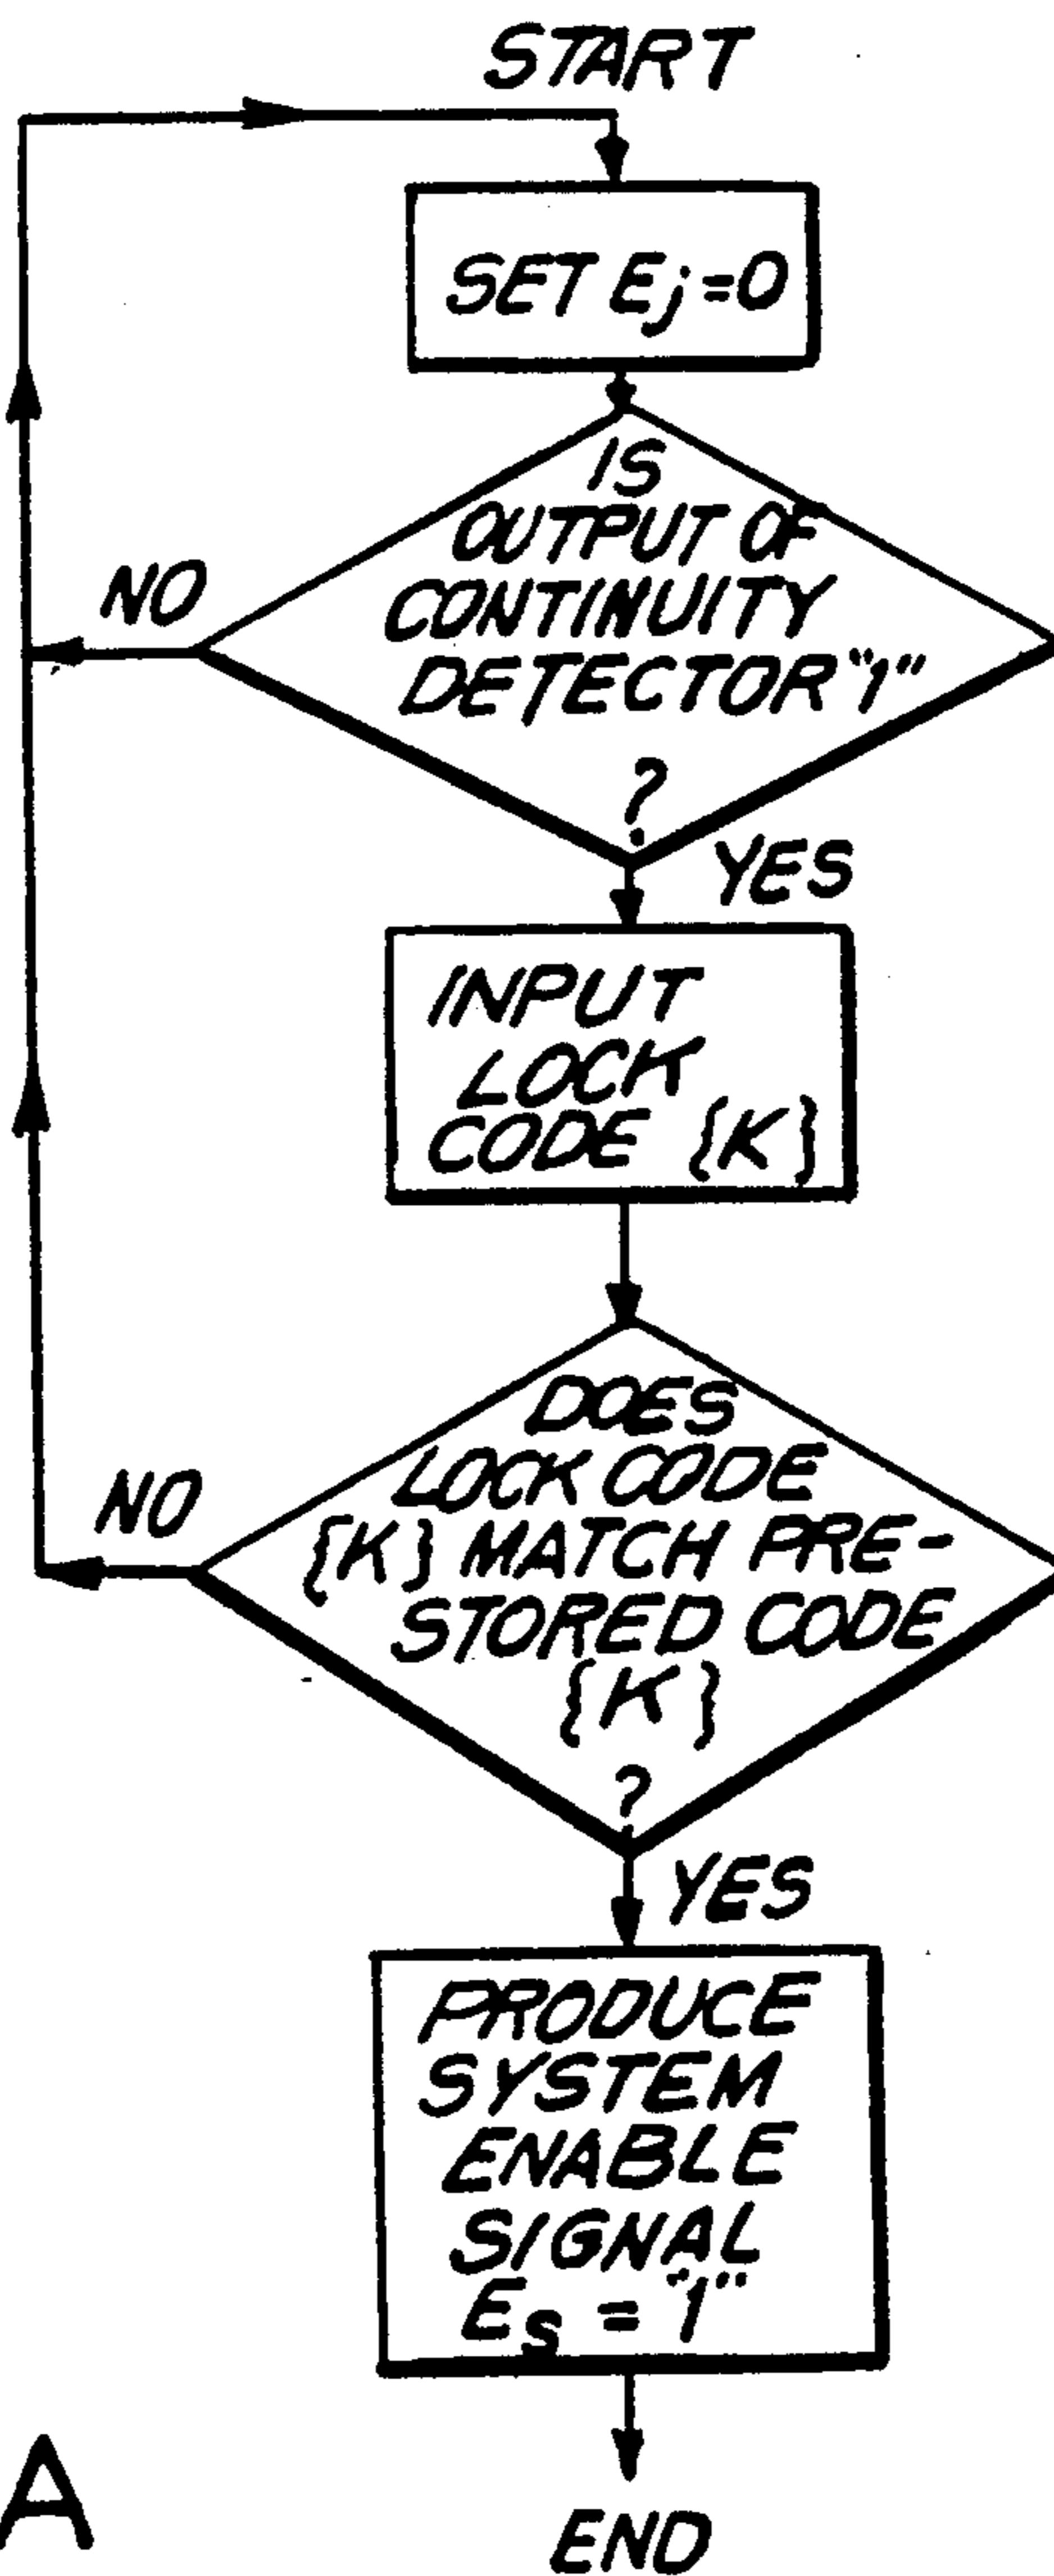 START
SET Ej=0
IS
OUTPUT OF
CONTINUITY
DETECTOR "1"
?
NO
YES
INPUT
LOCK
CODE {K}
DOES
LOCK CODE
{K} MATCH PRE-
STORED CODE
{K}
?
NO
YES
PRODUCE
SYSTEM
ENABLE
SIGNAL
Es = "1"
END
A